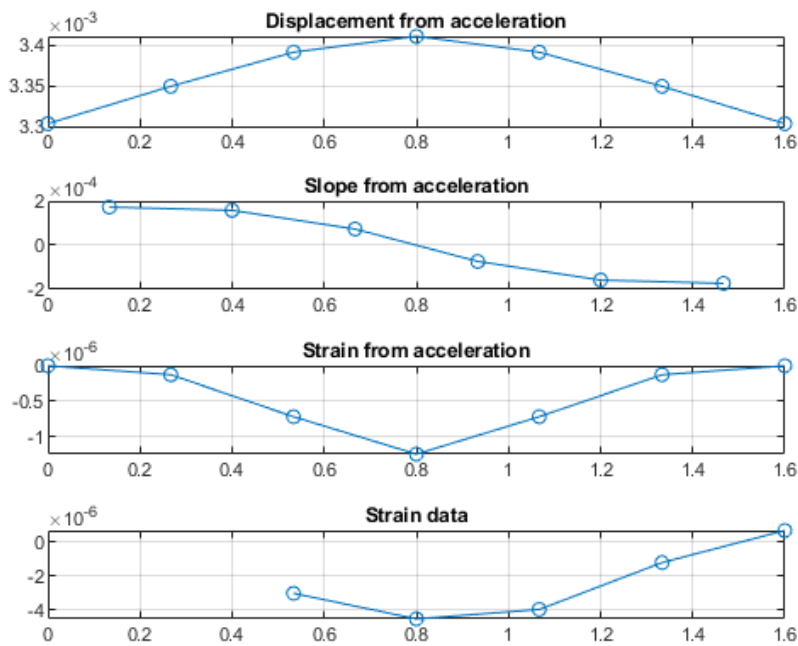 Displacement from acceleration
×10⁻³
3.4
3.35
3.3
0 0.2 0.4 0.6 0.8 1 1.2 1.4 1.6
Slope from acceleration
×10⁻⁴
2
0
-2
0 0.2 0.4 0.6 0.8 1 1.2 1.4 1.6
Strain from acceleration
×10⁻⁶
0
-0.5
-1
0 0.2 0.4 0.6 0.8 1 1.2 1.4 1.6
Strain data
×10⁻⁶
0
-2
-4
0 0.2 0.4 0.6 0.8 1 1.2 1.4 1.6